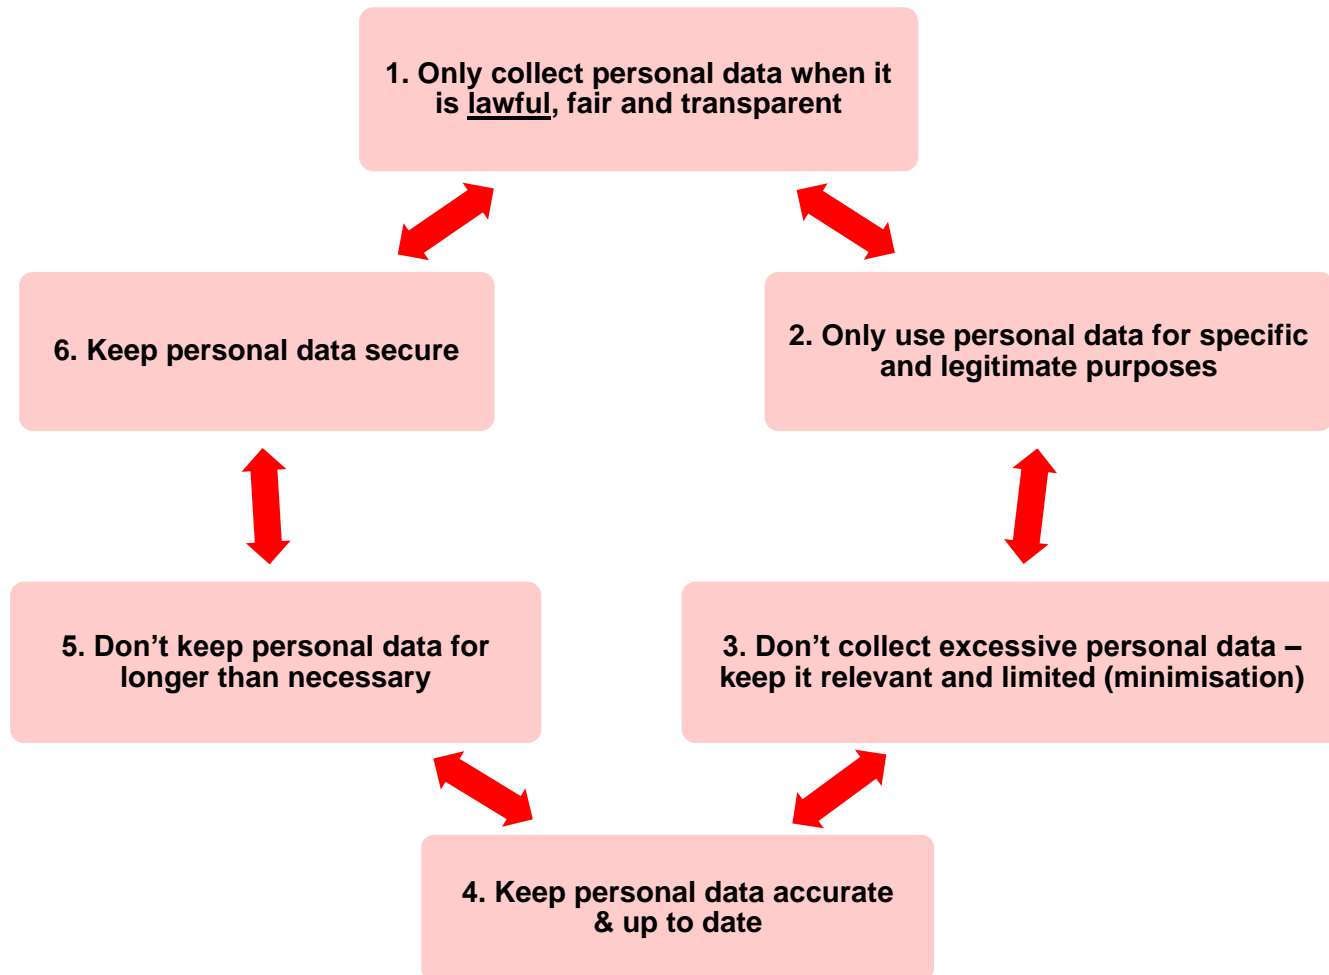 1. Only collect personal data when it
is lawful, fair and transparent
2. Only use personal data for specific
and legitimate purposes
3. Don’t collect excessive personal data –
keep it relevant and limited (minimisation)
4. Keep personal data accurate
& up to date
5. Don’t keep personal data for
longer than necessary
6. Keep personal data secure